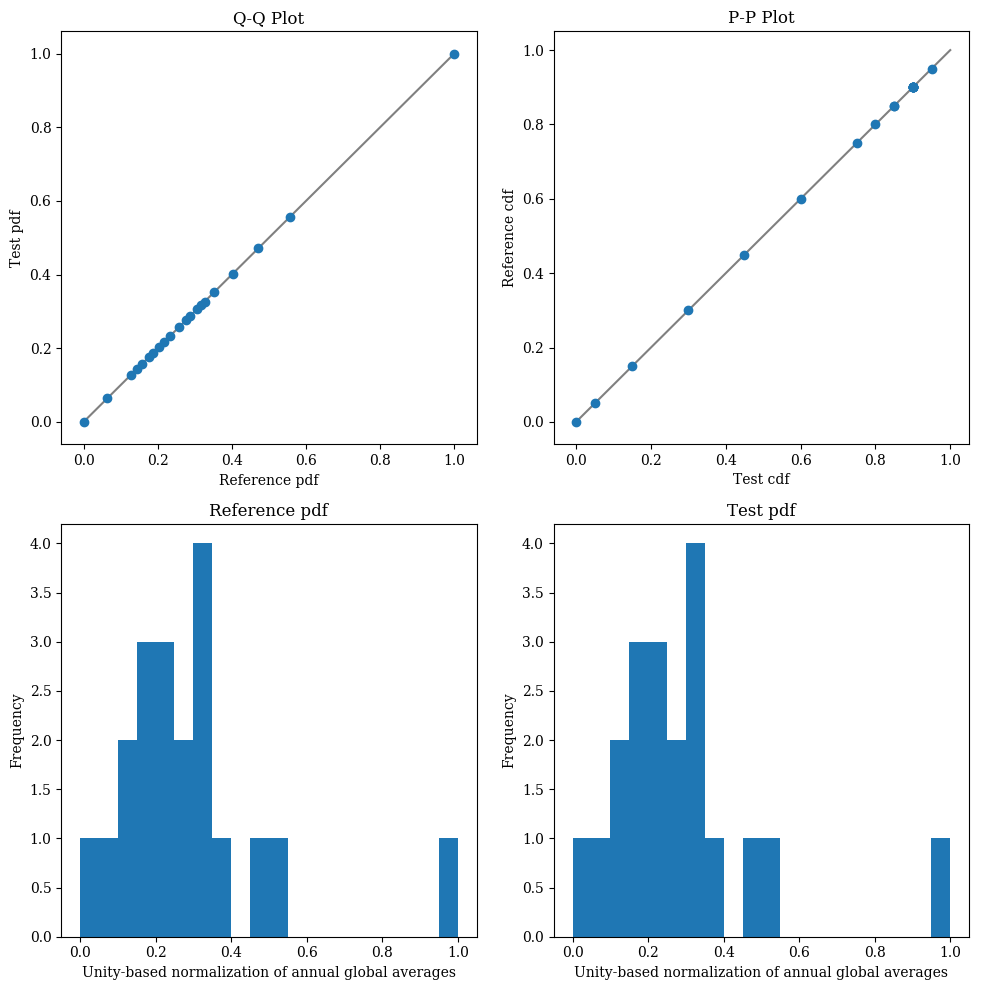 Q-Q Plot
1.0
0.8
0.6
0.4
0.2
0.0
Test pdf
0.0 0.2 0.4 0.6 0.8 1.0
Reference pdf
P-P Plot
1.0
0.8
0.6
0.4
0.2
0.0
Reference cdf
0.0 0.2 0.4 0.6 0.8 1.0
Test cdf
Reference pdf
4.0
3.5
3.0
2.5
2.0
1.5
1.0
0.5
0.0
Frequency
0.0 0.2 0.4 0.6 0.8 1.0
Unity-based normalization of annual global averages
Test pdf
4.0
3.5
3.0
2.5
2.0
1.5
1.0
0.5
0.0
Frequency
0.0 0.2 0.4 0.6 0.8 1.0
Unity-based normalization of annual global averages